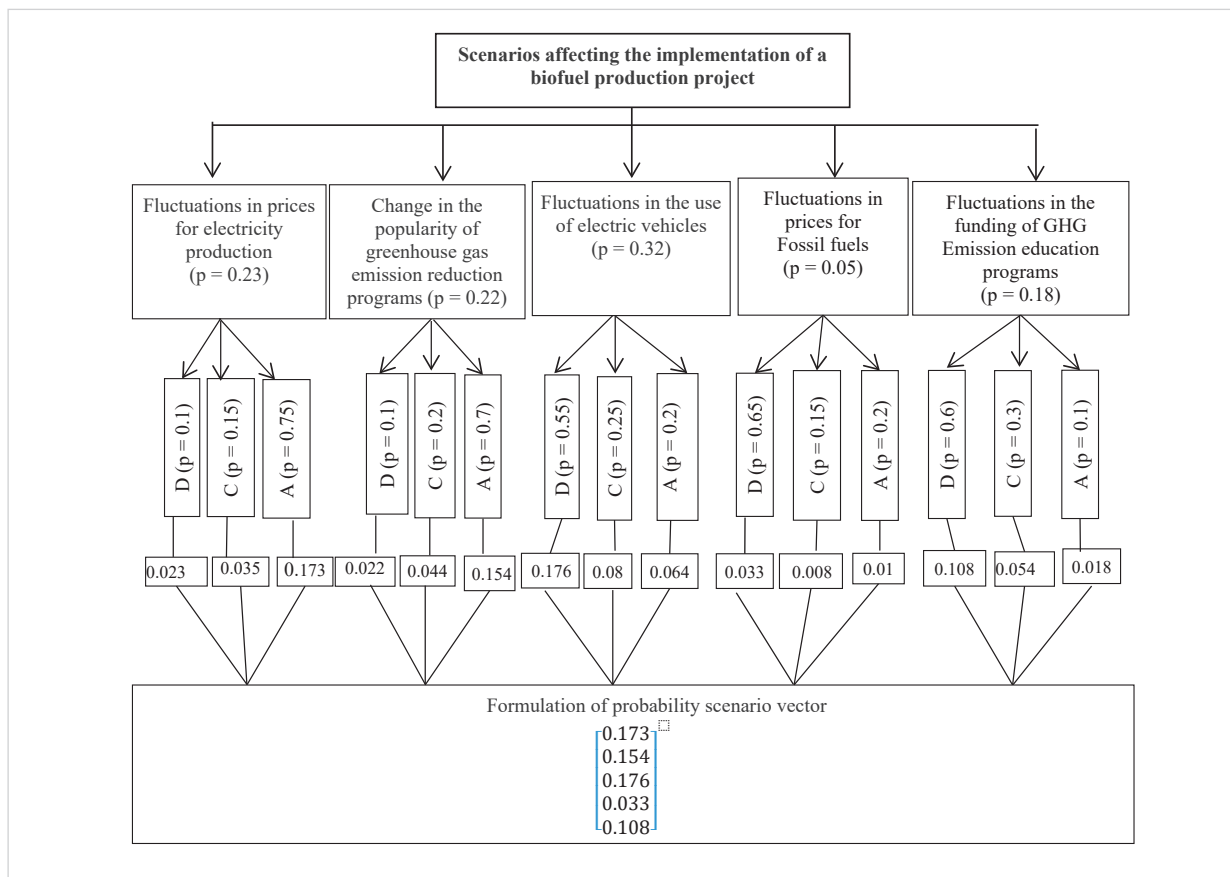 Scenarios affecting the implementation of a
biofuel production project
Fluctuations in prices
for electricity
production
(p = 0.23)
Change in the
popularity of
greenhouse gas
emission reduction
programs (p = 0.22)
Fluctuations in the use
of electric vehicles
(p = 0.32)
Fluctuations in
prices for
Fossil fuels
(p = 0.05)
Fluctuations in the
funding of GHG
Emission education
programs
(p = 0.18)
D (p = 0.1)
C (p = 0.15)
A (p = 0.75)
D (p = 0.1)
C (p = 0.2)
A (p = 0.7)
D (p = 0.55)
C (p = 0.25)
A (p = 0.2)
D (p = 0.65)
C (p = 0.15)
A (p = 0.2)
D (p = 0.6)
C (p = 0.3)
A (p = 0.1)
0.023
0.035
0.173
0.022
0.044
0.154
0.176
0.08
0.064
0.033
0.008
0.01
0.108
0.054
0.018
Formulation of probability scenario vector
0.173
0.154
0.176
0.033
0.108